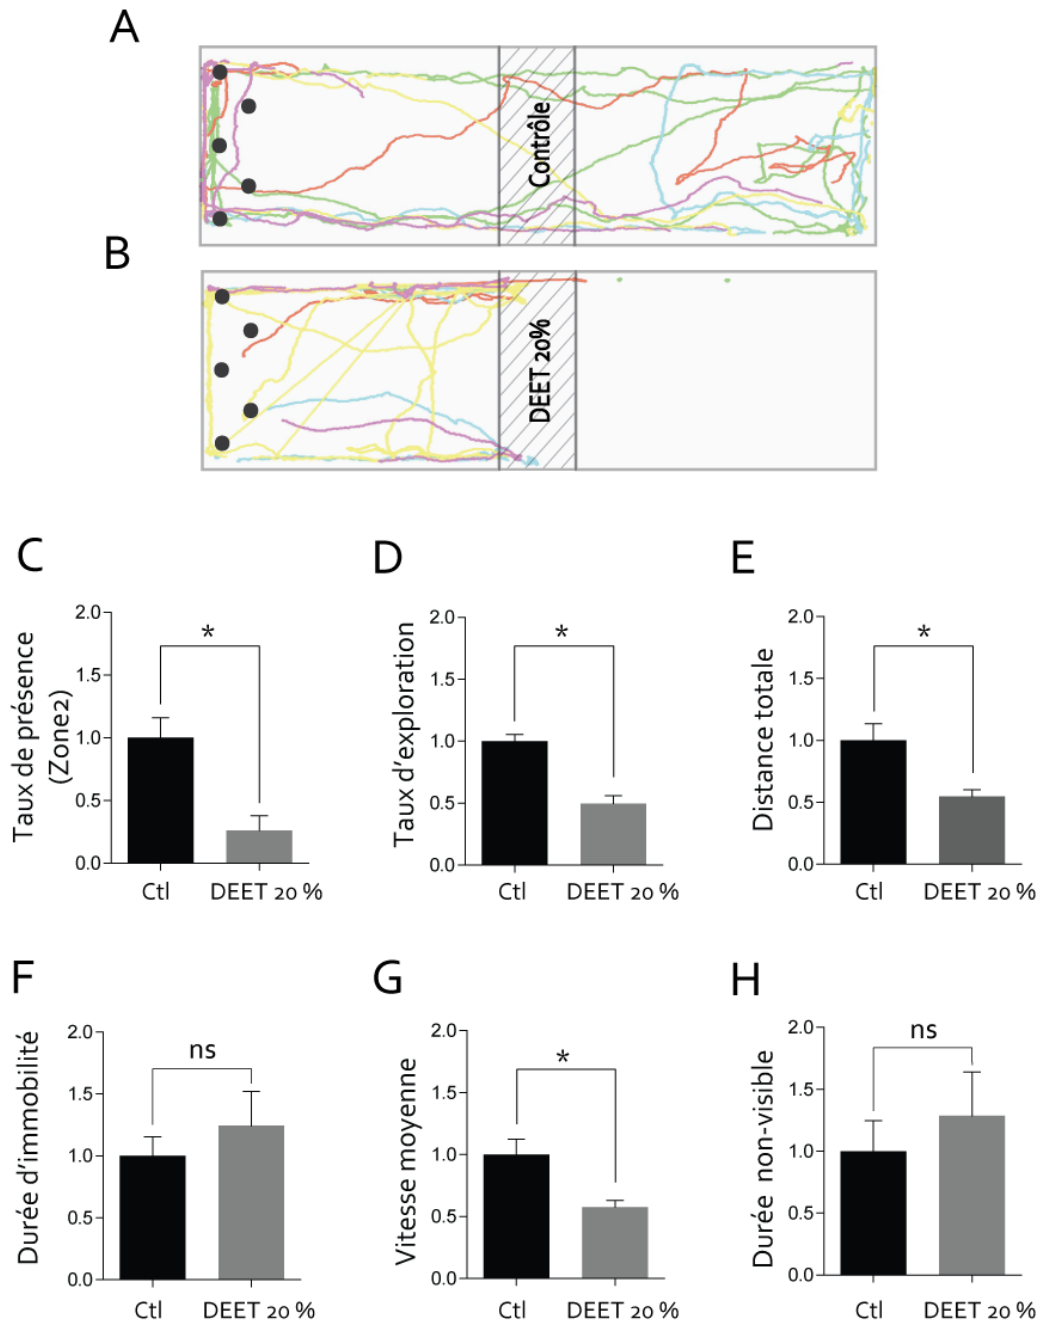 A
Contrôle
B
DEET 20%
C
Taux de présence
(Zone2)
2.0
1.5
1.0
0.5
0.0
*
Ctl
DEET 20 %
D
Taux d'exploration
2.0
1.5
1.0
0.5
0.0
*
Ctl
DEET 20 %
E
Distance totale
2.0
1.5
1.0
0.5
0.0
*
Ctl
DEET 20 %
F
Durée d'immobilité
2.0
1.5
1.0
0.5
0.0
ns
Ctl
DEET 20 %
G
Vitesse moyenne
2.0
1.5
1.0
0.5
0.0
*
Ctl
DEET 20 %
H
Durée non-visible
2.0
1.5
1.0
0.5
0.0
ns
Ctl
DEET 20 %